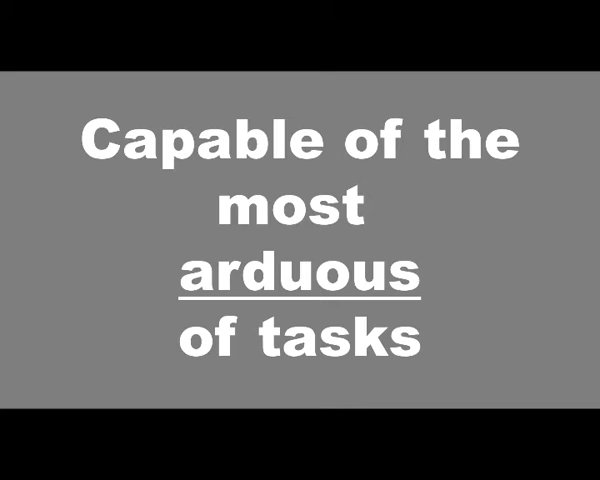 Capable of the
most
arduous
of tasks